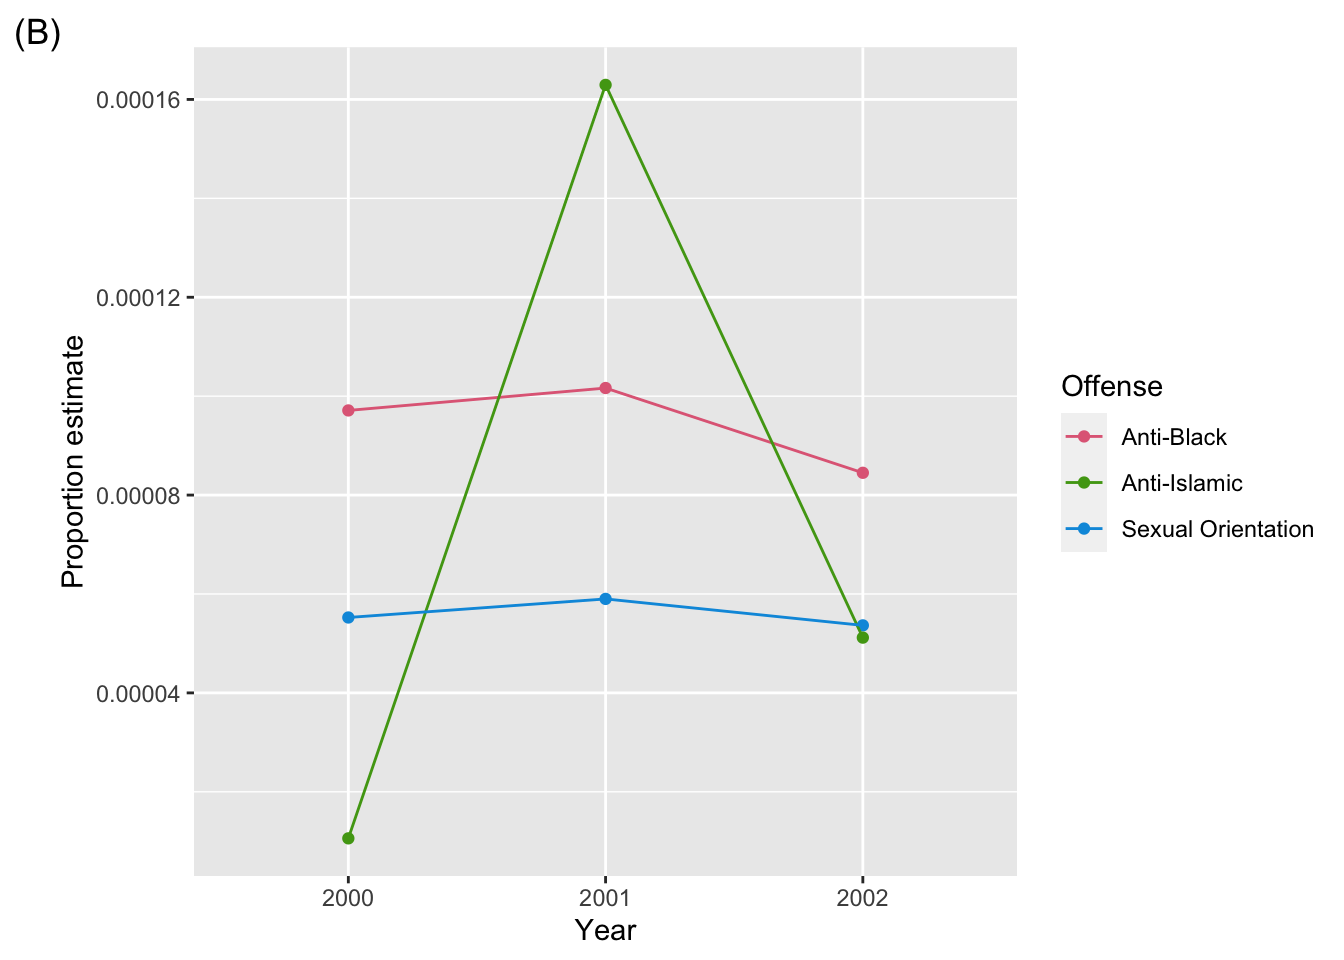 (B)
0.00016
0.00012
0.00008
0.00004
Proportion estimate
2000 2001 2002
Year
Offense
Anti-Black
Anti-Islamic
Sexual Orientation